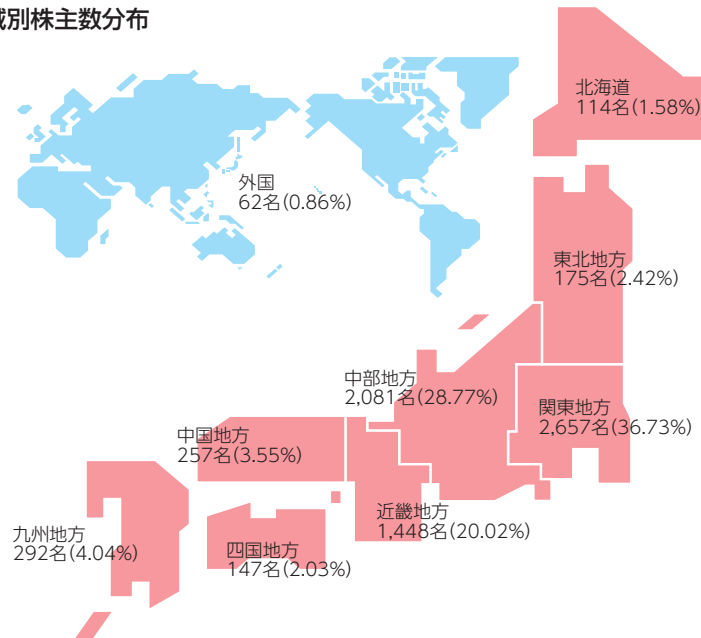 域別株主数分布
北海道
114名(1.58%)
外国
62名(0.86%)
東北地方
175名(2.42%)
中部地方
2,081名(28.77%)
関東地方
2,657名(36.73%)
中国地方
257名(3.55%)
近畿地方
1,448名(20.02%)
九州地方
292名(4.04%)
四国地方
147名(2.03%)